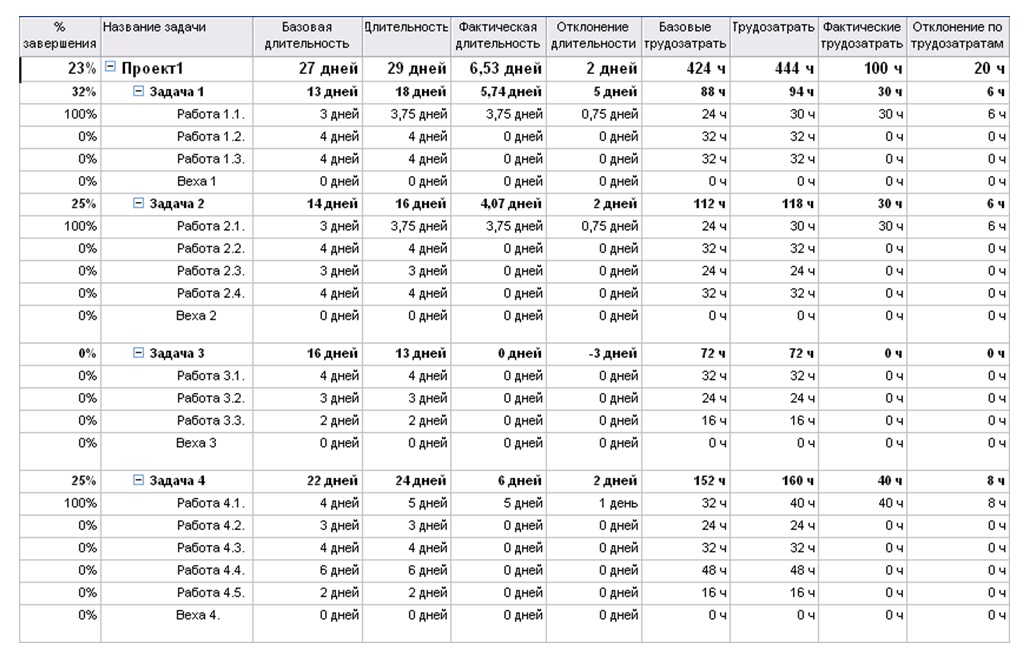 % завершения Название задачи Базовая длительность Длительность Фактическая длительность Отклонение длительности Базовые трудозатрать Трудозатрать Фактические трудозатрать Отклонение по трудозатратам
23% Проект1 27 дней 29 дней 6,53 дней 2 дней 424 ч 444 ч 100 ч 20 ч
32% Задача 1 13 дней 18 дней 5,74 дней 5 дней 88 ч 94 ч 30 ч 6 ч
100% Работа 1.1. 3 дней 3,75 дней 3,75 дней 0,75 дней 24 ч 30 ч 30 ч 6 ч
0% Работа 1.2. 4 дней 4 дней 0 дней 0 дней 32 ч 32 ч 0 ч 0 ч
0% Работа 1.3. 4 дней 4 дней 0 дней 0 дней 32 ч 32 ч 0 ч 0 ч
0% Веха 1 0 дней 0 дней 0 дней 0 дней 0 ч 0 ч 0 ч 0 ч
25% Задача 2 14 дней 16 дней 4,07 дней 2 дней 112 ч 118 ч 30 ч 6 ч
100% Работа 2.1. 3 дней 3,75 дней 3,75 дней 0,75 дней 24 ч 30 ч 30 ч 6 ч
0% Работа 2.2. 4 дней 4 дней 0 дней 0 дней 32 ч 32 ч 0 ч 0 ч
0% Работа 2.3. 3 дней 3 дней 0 дней 0 дней 24 ч 24 ч 0 ч 0 ч
0% Работа 2.4. 4 дней 4 дней 0 дней 0 дней 32 ч 32 ч 0 ч 0 ч
0% Веха 2 0 дней 0 дней 0 дней 0 дней 0 ч 0 ч 0 ч 0 ч
0% Задача 3 16 дней 13 дней 0 дней -3 дней 72 ч 72 ч 0 ч 0 ч
0% Работа 3.1. 4 дней 4 дней 0 дней 0 дней 32 ч 32 ч 0 ч 0 ч
0% Работа 3.2. 3 дней 3 дней 0 дней 0 дней 24 ч 24 ч 0 ч 0 ч
0% Работа 3.3. 2 дней 2 дней 0 дней 0 дней 16 ч 16 ч 0 ч 0 ч
0% Веха 3 0 дней 0 дней 0 дней 0 дней 0 ч 0 ч 0 ч 0 ч
25% Задача 4 22 дней 24 дней 6 дней 2 дней 152 ч 160 ч 40 ч 8 ч
100% Работа 4.1. 4 дней 5 дней 5 дней 1 день 32 ч 40 ч 40 ч 8 ч
0% Работа 4.2. 3 дней 3 дней 0 дней 0 дней 24 ч 24 ч 0 ч 0 ч
0% Работа 4.3. 4 дней 4 дней 0 дней 0 дней 32 ч 32 ч 0 ч 0 ч
0% Работа 4.4. 6 дней 6 дней 0 дней 0 дней 48 ч 48 ч 0 ч 0 ч
0% Работа 4.5. 2 дней 2 дней 0 дней 0 дней 16 ч 16 ч 0 ч 0 ч
0% Веха 4. 0 дней 0 дней 0 дней 0 дней 0 ч 0 ч 0 ч 0 ч